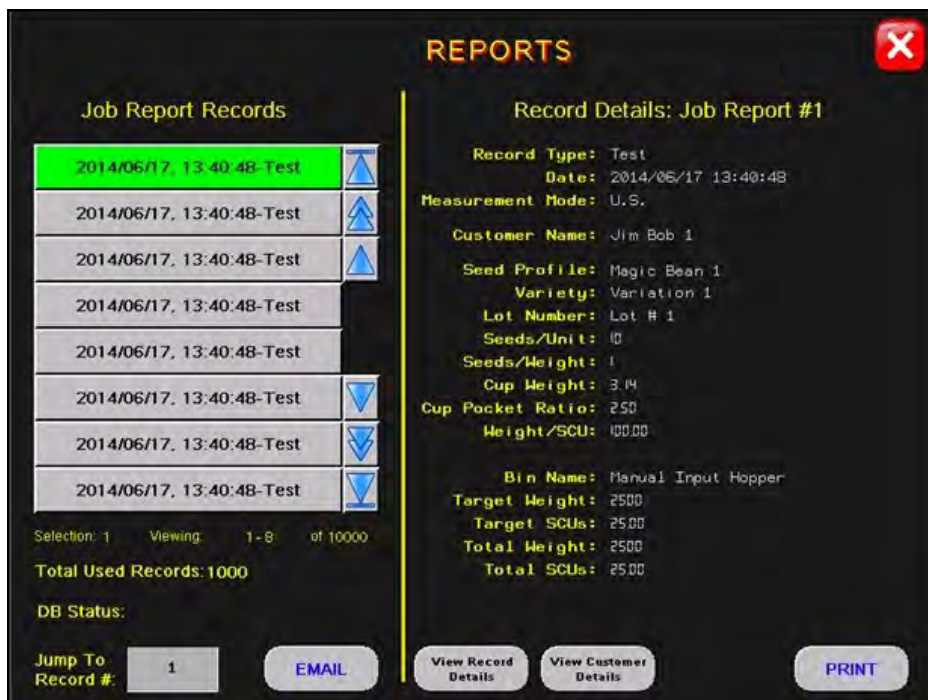 REPORTS
Job Report Records
2014/06/17, 13:40:48-Test
2014/06/17, 13:40:48-Test
2014/06/17, 13:40:48-Test
2014/06/17, 13:40:48-Test
2014/06/17, 13:40:48-Test
2014/06/17, 13:40:48-Test
2014/06/17, 13:40:48-Test
2014/06/17, 13:40:48-Test
Selection: 1 Viewing: 1-8 of 10000
Total Used Records: 1000
DB Status:
Jump To
Record #: 1
EMAIL
Record Details: Job Report #1
Record Type: Test
Date: 2014/06/17 13:40:48
Measurement Mode: U.S.
Customer Name: Jim Bob 1
Seed Profile: Magic Bean 1
Variety: Variation 1
Lot Number: Lot # 1
Seeds/Unit: 10
Seeds/Weight: 1
Cup Weight: 3.14
Cup Pocket Ratio: 2.50
Weight/SCU: 100.00
Bin Name: Manual Input Hopper
Target Weight: 2500
Target SCUs: 25.00
Total Weight: 2500
Total SCUs: 25.00
View Record
Details
View Customer
Details
PRINT